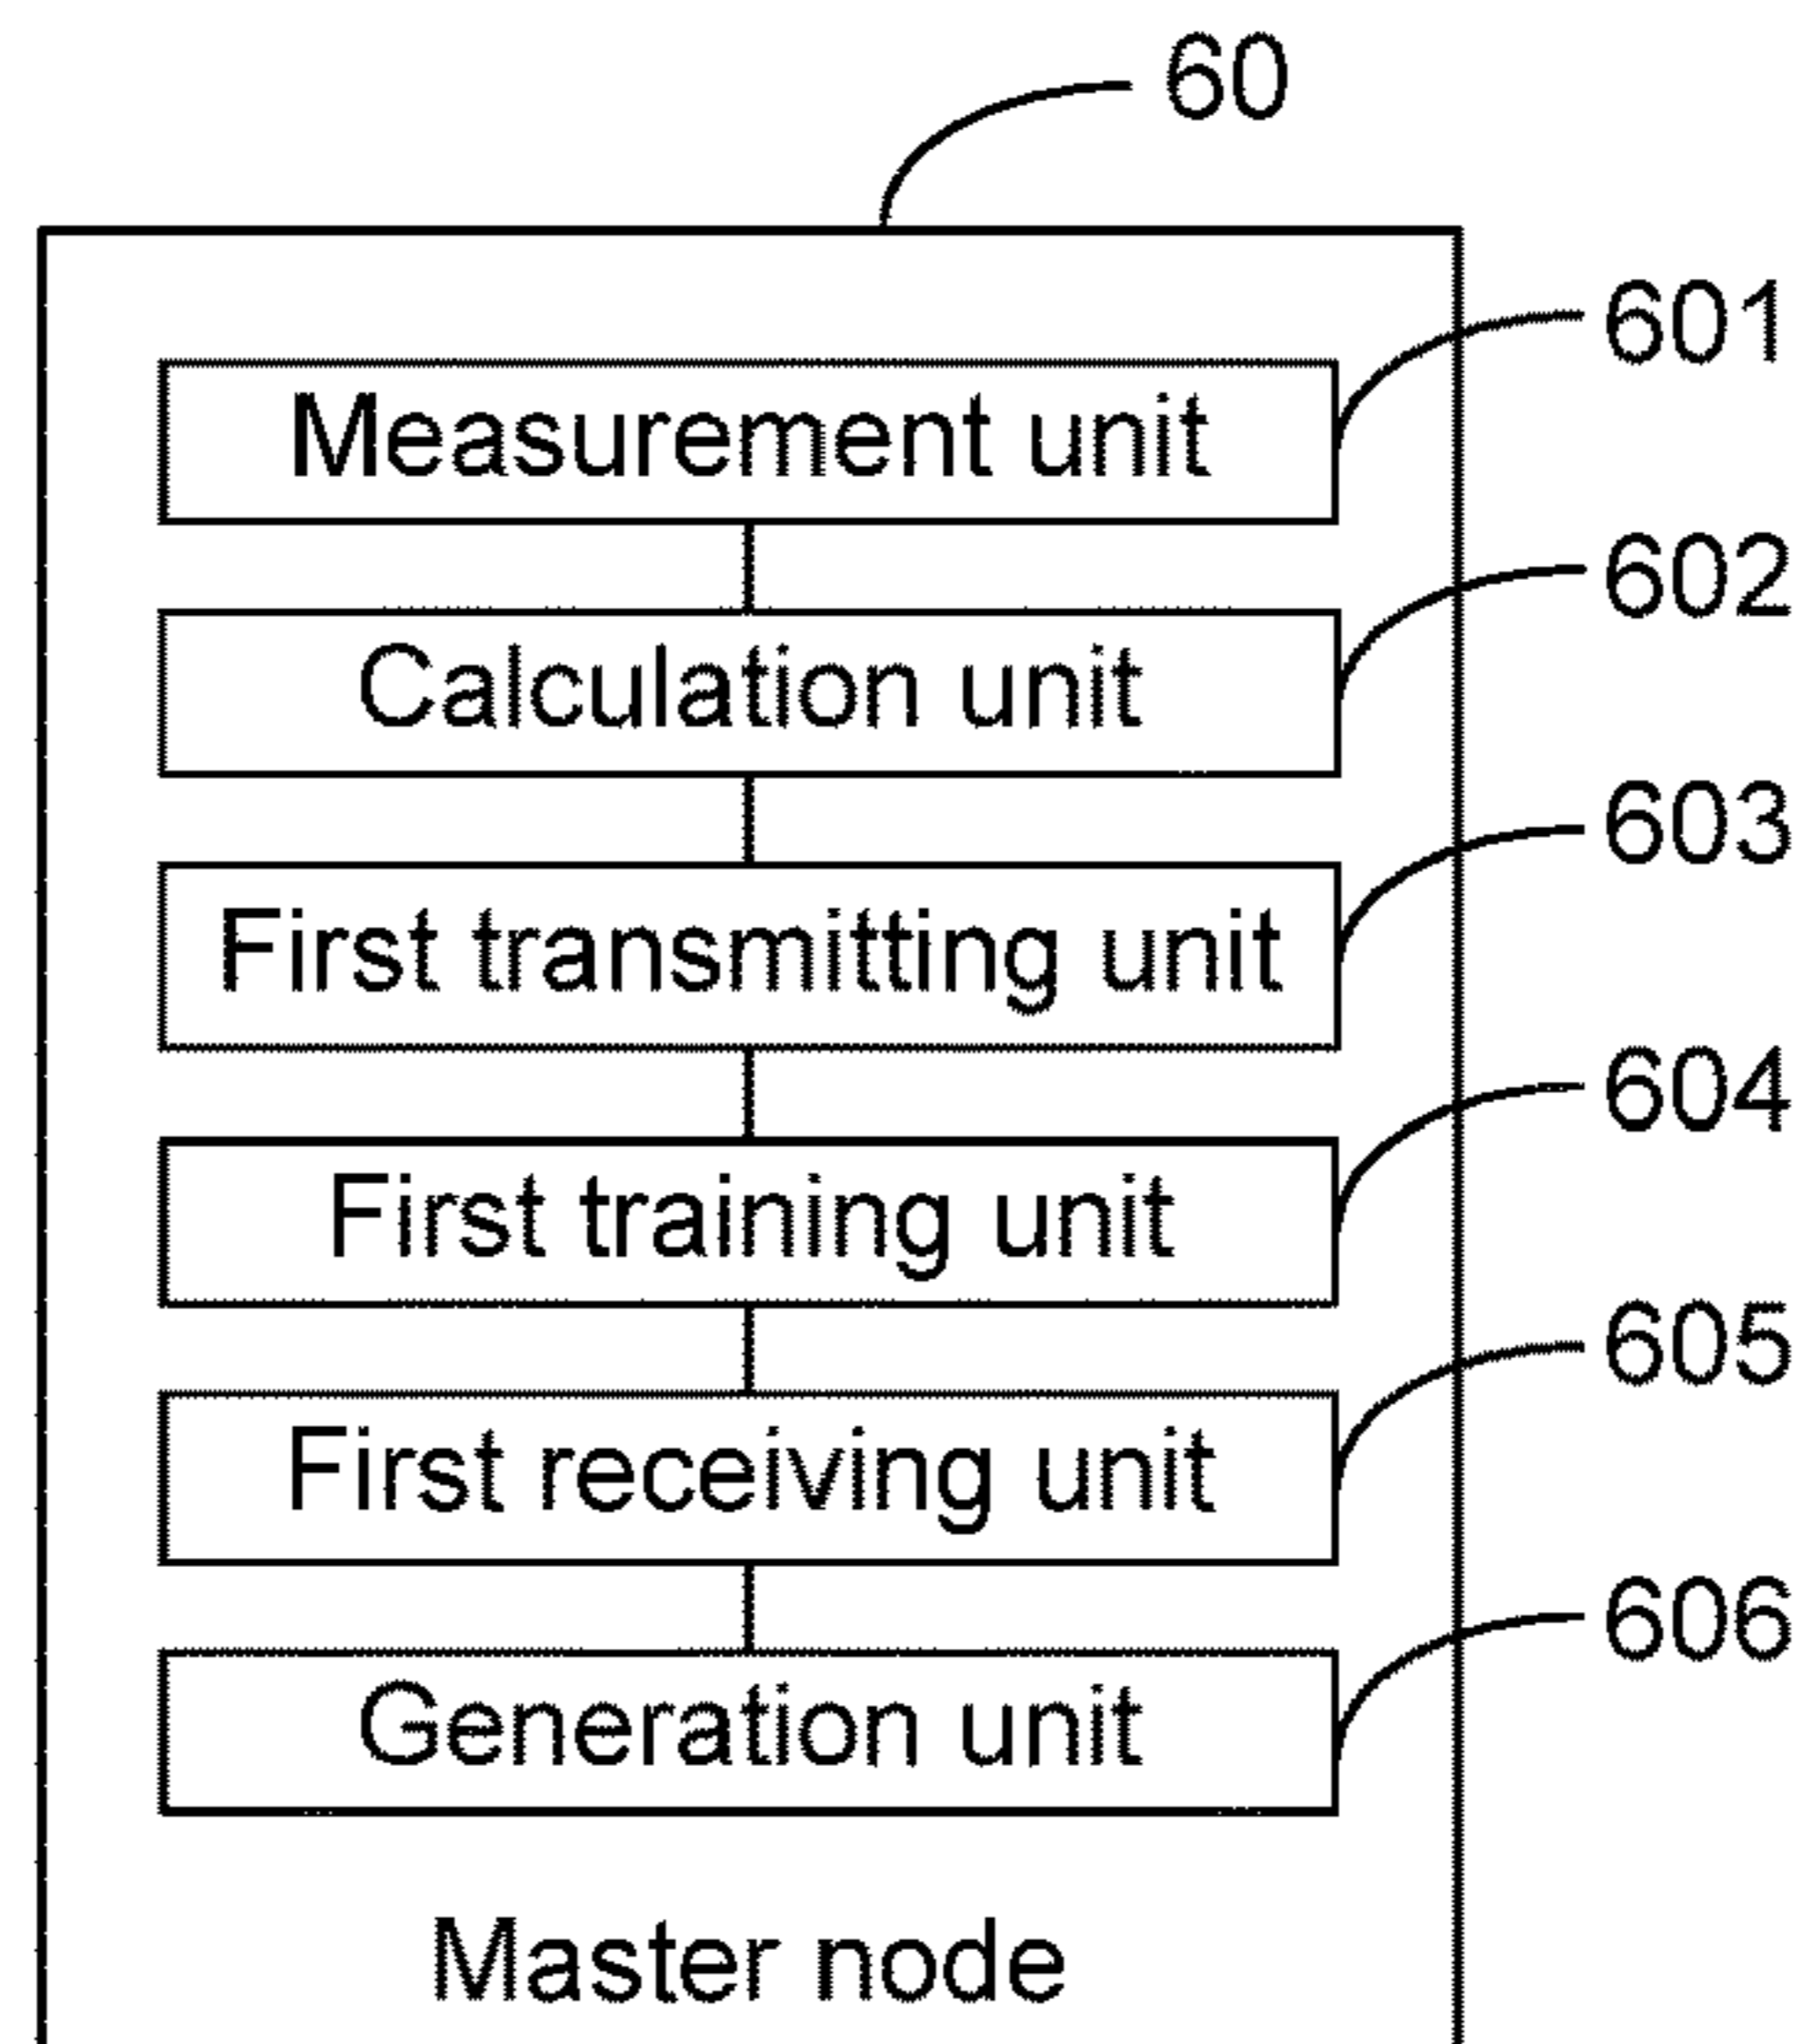 60
601
Measurement unit
602
Calculation unit
603
First transmitting unit
604
First training unit
605
First receiving unit
606
Generation unit
Master node